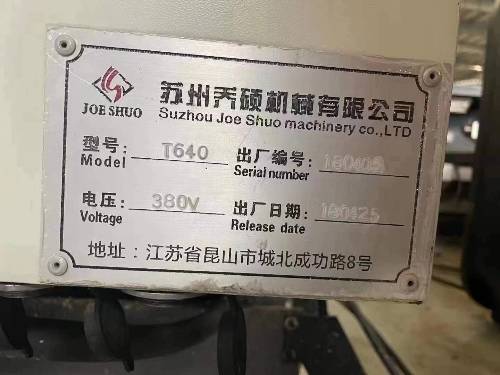 苏州乔硕机械有限公司
JOE SHUO
Suzhou Joe Shuo machinery co.,LTD
型号: T640 出厂编号:
Model Serial number
电压: 380V 出厂日期: 180425
Voltage Release date
地址:江苏省昆山市城北成功路8号